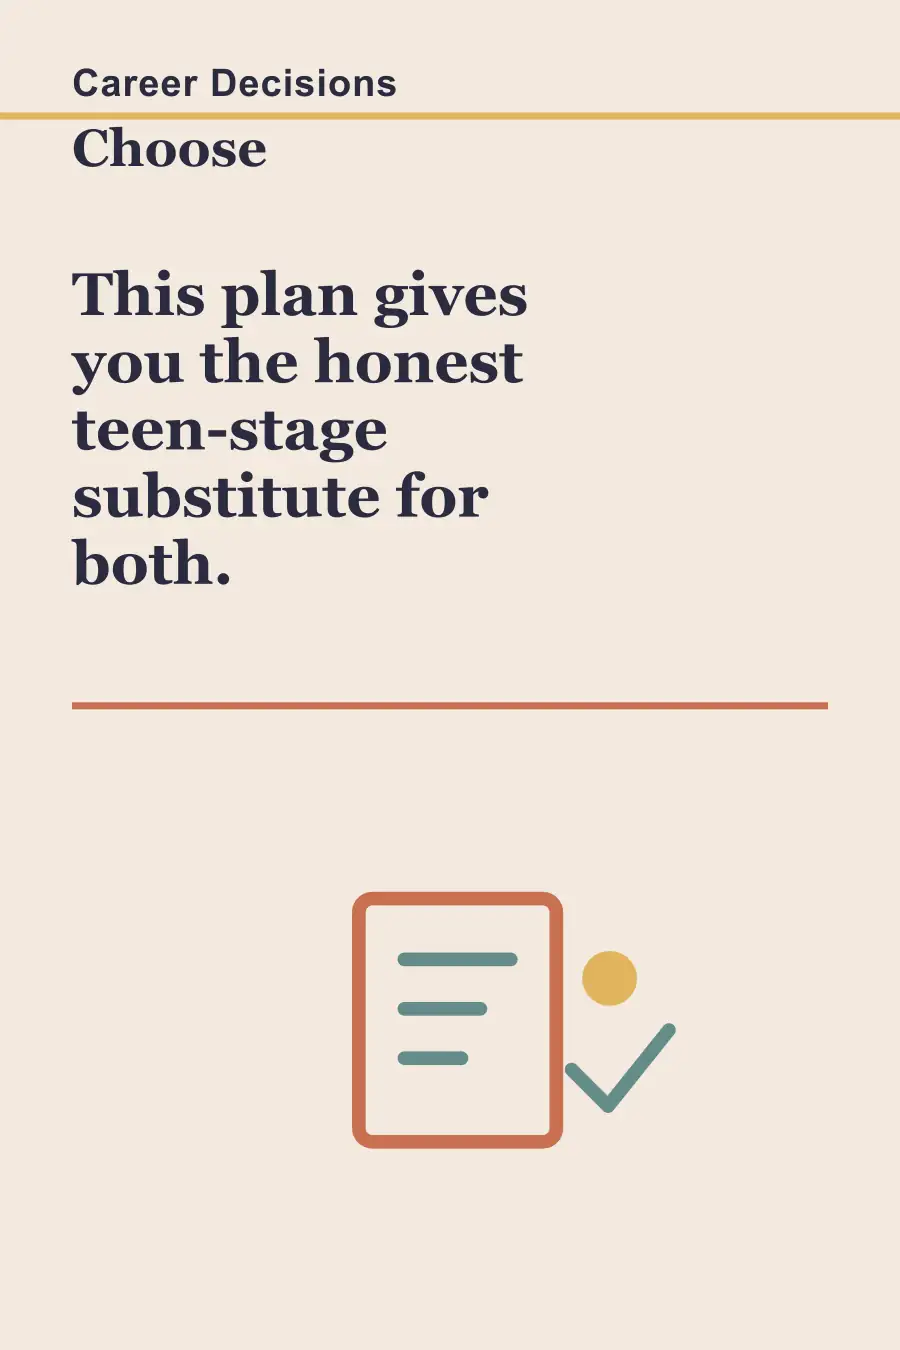 Career Decisions
Choose
This plan gives
you the honest
teen-stage
substitute for
both.